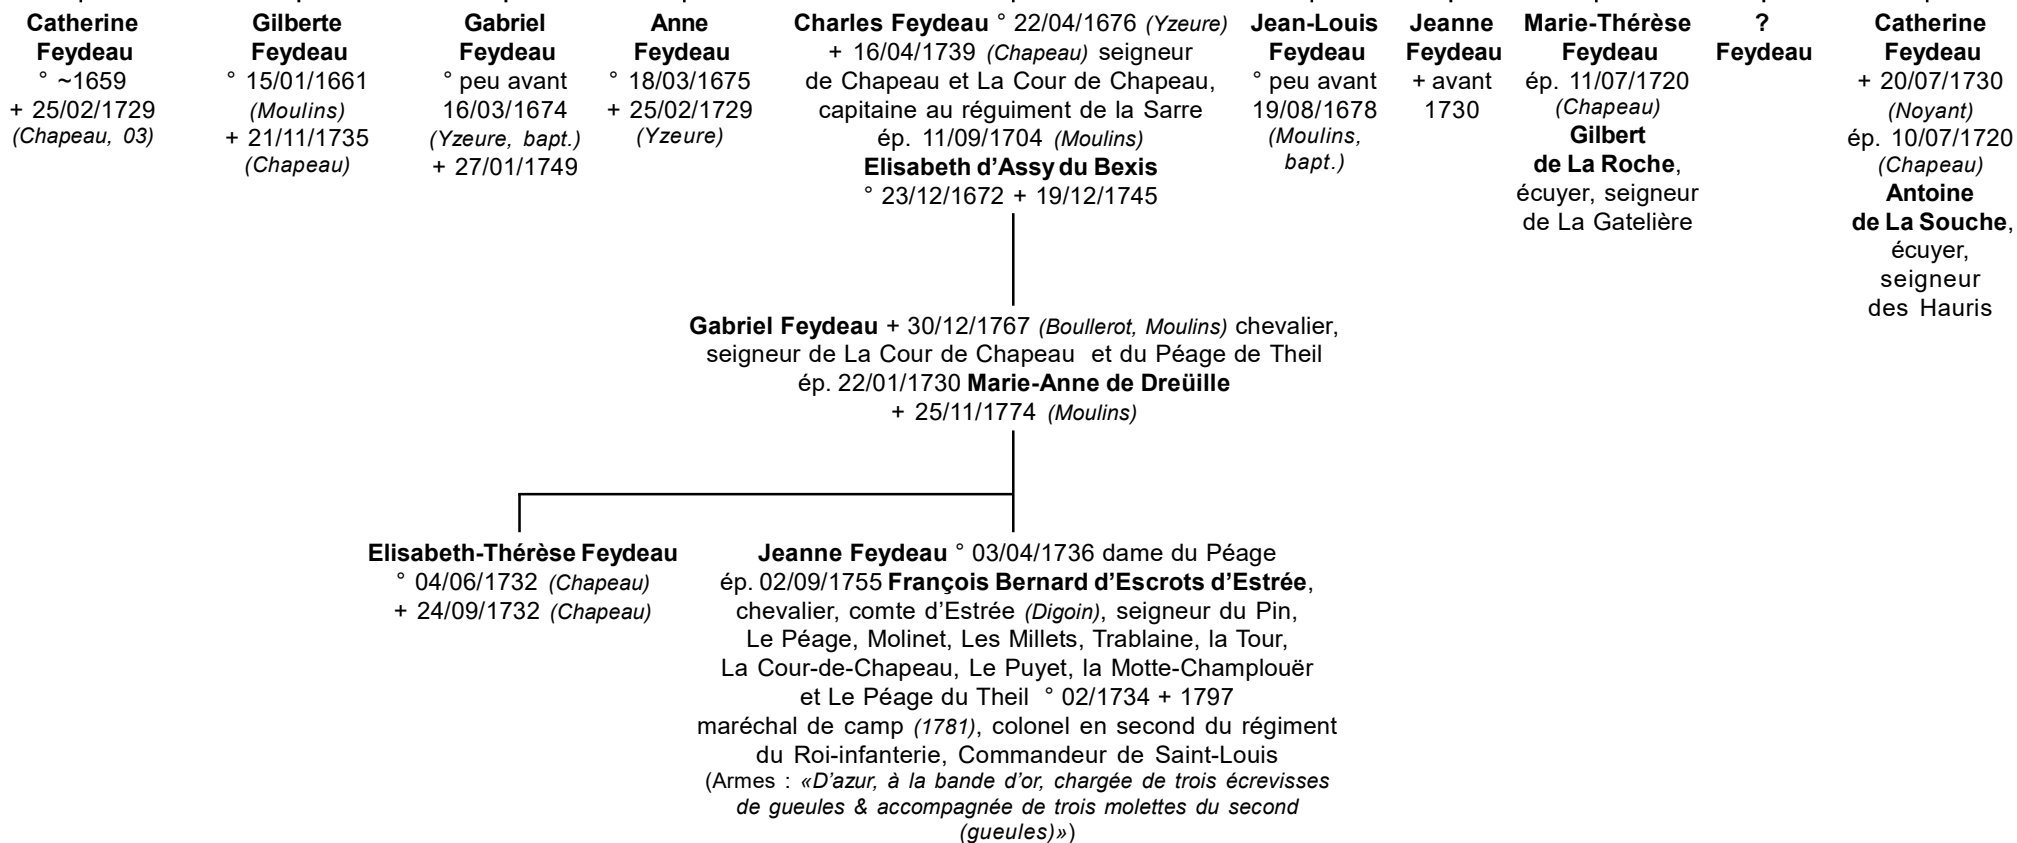 Catherine
Feydeau
° ~1659
+ 25/02/1729
(Chapeau, 03)
Gilberte
Feydeau
° 15/01/1661
(Moulins)
+ 21/11/1735
(Chapeau)
Gabriel
Feydeau
° peu avant
16/03/1674
(Yzeure, bapt.)
+ 27/01/1749
Anne
Feydeau
° 18/03/1675
+ 25/02/1729
(Yzeure)
Charles Feydeau ° 22/04/1676 (Yzeure)
+ 16/04/1739 (Chapeau) seigneur
de Chapeau et La Cour de Chapeau,
capitaine au réguiment de la Sarre
ép. 11/09/1704 (Moulins)
Elisabeth d’Assy du Bexis
° 23/12/1672 + 19/12/1745
Jean-Louis
Feydeau
° peu avant
19/08/1678
(Moulins,
bapt.)
Jeanne
Feydeau
+ avant
1730
Marie-Thérèse
Feydeau
ép. 11/07/1720
(Chapeau)
Gilbert
de La Roche,
écuyer, seigneur
de La Gatelière
?
Feydeau
Catherine
Feydeau
+ 20/07/1730
(Noyant)
ép. 10/07/1720
(Chapeau)
Antoine
de La Souche,
écuyer,
seigneur
des Hauris
Gabriel Feydeau + 30/12/1767 (Boullerot, Moulins) chevalier,
seigneur de La Cour de Chapeau et du Péage de Theil
ép. 22/01/1730 Marie-Anne de Dreüille
+ 25/11/1774 (Moulins)
Elisabeth-Thérèse Feydeau
° 04/06/1732 (Chapeau)
+ 24/09/1732 (Chapeau)
Jeanne Feydeau ° 03/04/1736 dame du Péage
ép. 02/09/1755 François Bernard d’Escrots d’Estrée,
chevalier, comte d’Estrée (Digoin), seigneur du Pin,
Le Péage, Molinet, Les Millets, Trablaine, la Tour,
La Cour-de-Chapeau, Le Puyet, la Motte-Champlouër
et Le Péage du Theil ° 02/1734 + 1797
maréchal de camp (1781), colonel en second du régiment
du Roi-infanterie, Commandeur de Saint-Louis
(Armes : «D’azur, à la bande d’or, chargée de trois écrevisses
de gueules & accompagnée de trois molettes du second
(gueules)»)